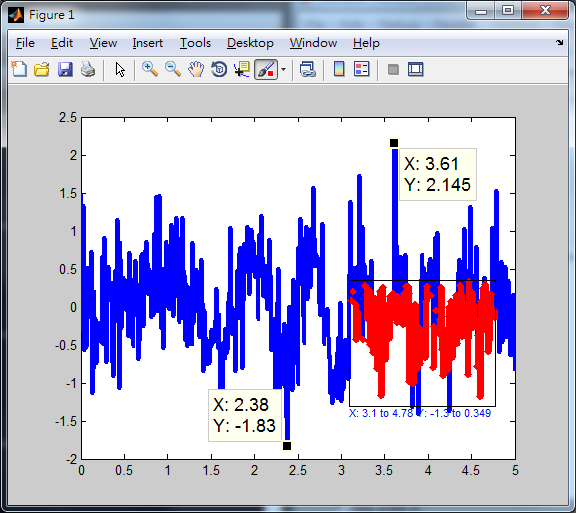 Figure 1
File Edit View Insert Tools Desktop Window Help
2.5
2
1.5
1
0.5
0
-0.5
-1
-1.5
-2
0 0.5 1 1.5 2 2.5 3 3.5 4 4.5 5
X: 3.61
Y: 2.145
X: 2.38
Y: -1.83
X: 3.1 to 4.78 Y: -1.3 to 0.349